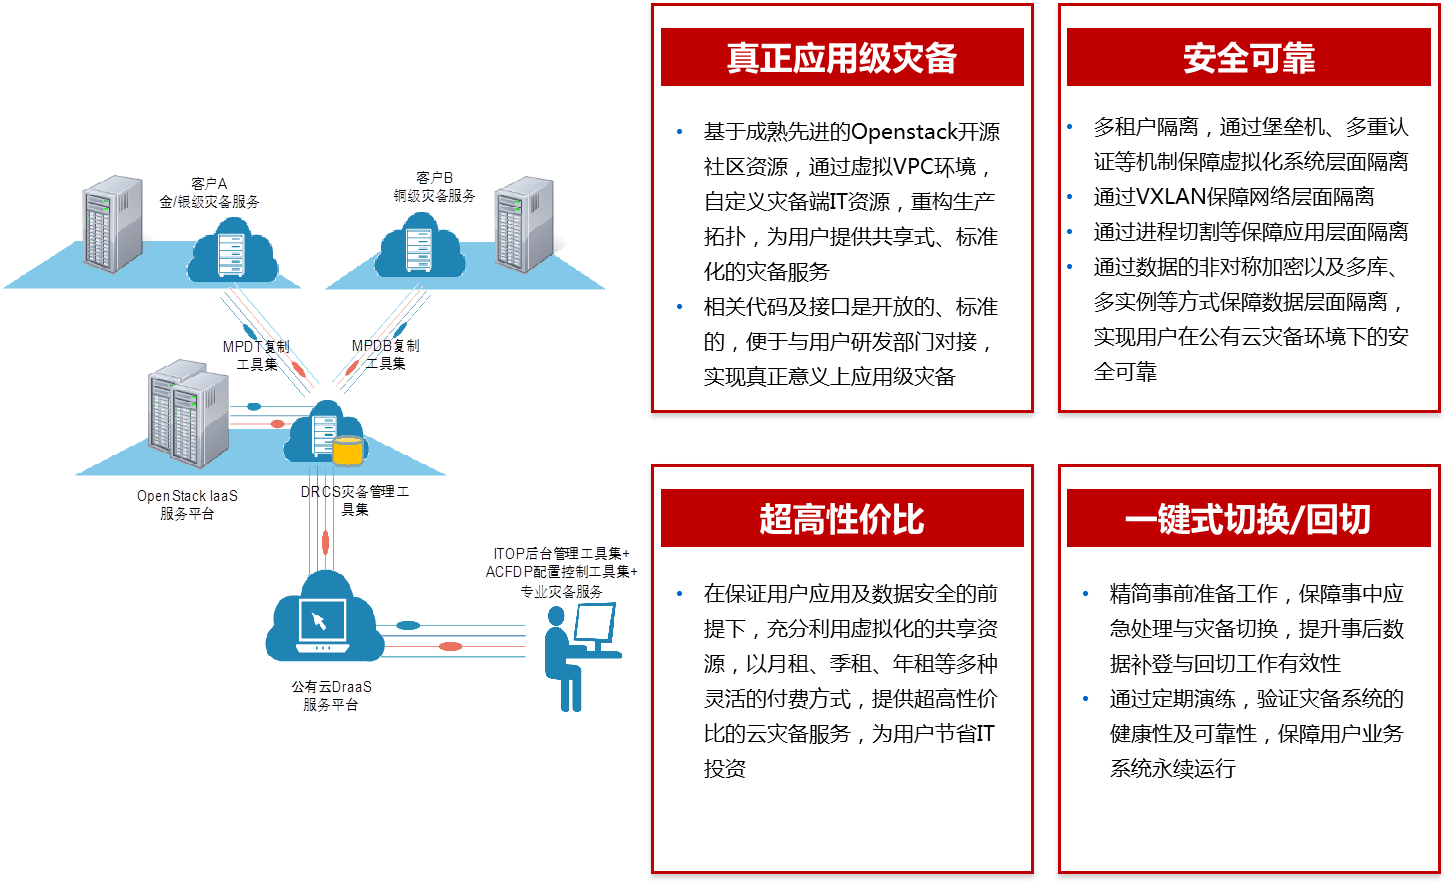 客户A
金/银级灾备服务
客户B
铜级灾备服务
MPDT复制
工具集
MPDB复制
工具集
OpenStack IaaS
服务平台
DRCS灾备管理工
具集
ITOP后台管理工具集+
ACFDP配置控制工具集+
专业灾备服务
公有云DraaS
服务平台
真正应用级灾备
• 基于成熟先进的Openstack开源
社区资源，通过虚拟VPC环境，
自定义灾备端IT资源，重构生产
拓扑，为用户提供共享式、标准
化的灾备服务
• 相关代码及接口是开放的、标准
的，便于与用户研发部门对接，
实现真正意义上应用级灾备
安全可靠
• 多租户隔离，通过堡垒机、多重认
证等机制保障虚拟化系统层面隔离
• 通过VXLAN保障网络层面隔离
• 通过进程切割等保障应用层面隔离
• 通过数据的非对称加密以及多库、
多实例等方式保障数据层面隔离，
实现用户在公有云灾备环境下的安
全可靠
超高性价比
• 在保证用户应用及数据安全的前
提下，充分利用虚拟化的共享资
源，以月租、季租、年租等多种
灵活的付费方式，提供超高性价
比的云灾备服务，为用户节省IT
投资
一键式切换/回切
• 精简事前准备工作，保障事中应
急处理与灾备切换，提升事后数
据补登与回切工作有效性
• 通过定期演练，验证灾备系统的
健康性及可靠性，保障用户业务
系统永续运行